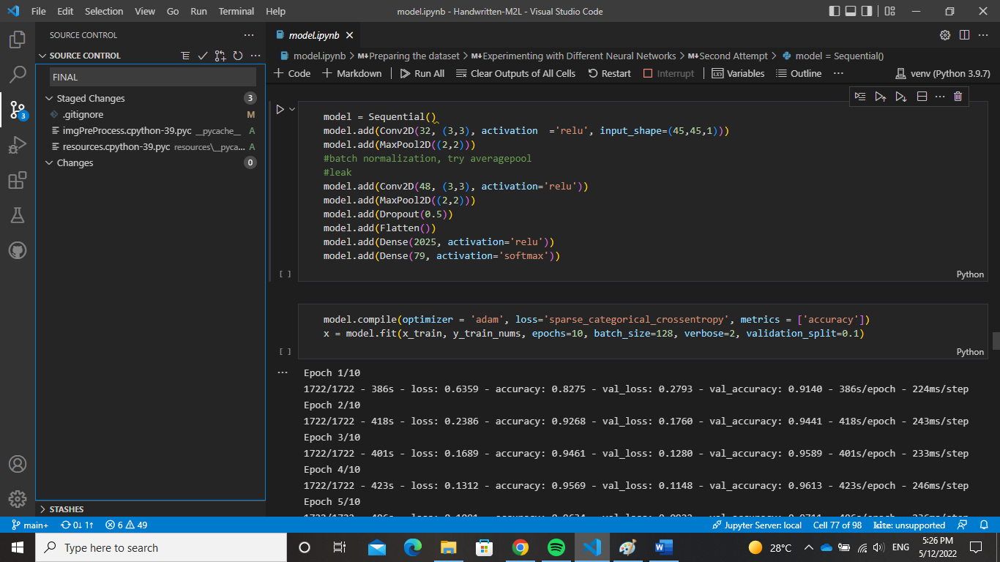 File Edit Selection View Go Run Terminal Help
model.ipynb - Handwritten-M2L - Visual Studio Code
SOURCE CONTROL
SOURCE CONTROL
FINAL
Staged Changes 3
.gitignore M
imgPreProcess.cpython-39.pyc __pycache__ A
resources.cpython-39.pyc resources\__pyca... A
Changes 0
STASHES
3
model.ipynb
model.ipynb > M↓Preparing the dataset > M↓Experimenting with Different Neural Networks > M↓Second Attempt > model = Sequential()
+ Code + Markdown | Run All Clear Outputs of All Cells Restart Interrupt | Variables Outline ...
venv (Python 3.9.7)
model = Sequential()
model.add(Conv2D(32, (3,3), activation  ='relu', input_shape=(45,45,1)))
model.add(MaxPool2D((2,2)))
#batch normalization, try averagepool
#leak
model.add(Conv2D(48, (3,3), activation='relu'))
model.add(MaxPool2D((2,2)))
model.add(Dropout(0.5))
model.add(Flatten())
model.add(Dense(2025, activation='relu'))
model.add(Dense(79, activation='softmax'))
[ ]
Python
model.compile(optimizer = 'adam', loss='sparse_categorical_crossentropy', metrics = ['accuracy'])
x = model.fit(x_train, y_train_nums, epochs=10, batch_size=128, verbose=2, validation_split=0.1)
[ ]
Python
... Epoch 1/10
1722/1722 - 386s - loss: 0.6359 - accuracy: 0.8275 - val_loss: 0.2793 - val_accuracy: 0.9140 - 386s/epoch - 224ms/step
Epoch 2/10
1722/1722 - 418s - loss: 0.2386 - accuracy: 0.9268 - val_loss: 0.1760 - val_accuracy: 0.9441 - 418s/epoch - 243ms/step
Epoch 3/10
1722/1722 - 401s - loss: 0.1689 - accuracy: 0.9461 - val_loss: 0.1280 - val_accuracy: 0.9589 - 401s/epoch - 233ms/step
Epoch 4/10
1722/1722 - 423s - loss: 0.1312 - accuracy: 0.9569 - val_loss: 0.1148 - val_accuracy: 0.9613 - 423s/epoch - 246ms/step
Epoch 5/10
main+ 0↓ 1↑ 6 49
Jupyter Server: local Cell 77 of 98 kite: unsupported
Type here to search
28°C ENG
5:26 PM
5/12/2022